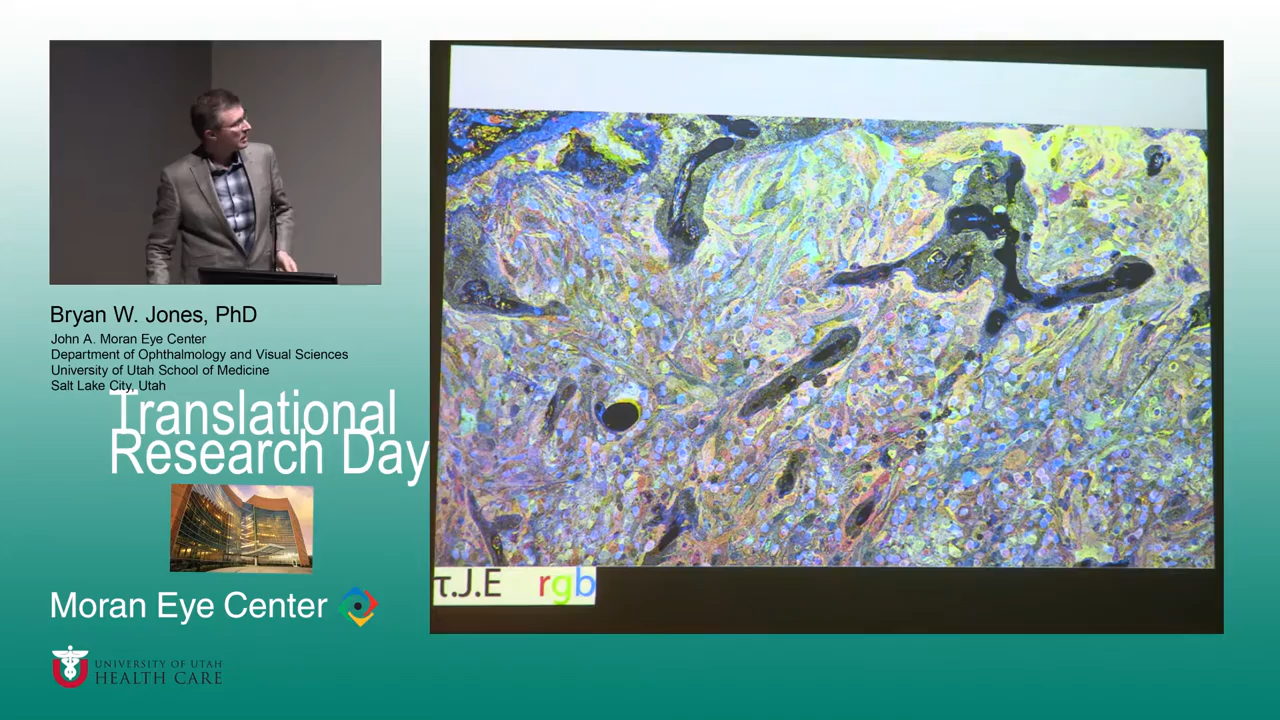 Bryan W. Jones, PhD
John A. Moran Eye Center
Department of Ophthalmology and Visual Sciences
University of Utah School of Medicine
Salt Lake City, Utah
Translational
Research Day
Moran Eye Center
UNIVERSITY OF UTAH
HEALTH CARE
τ.J.E rgb